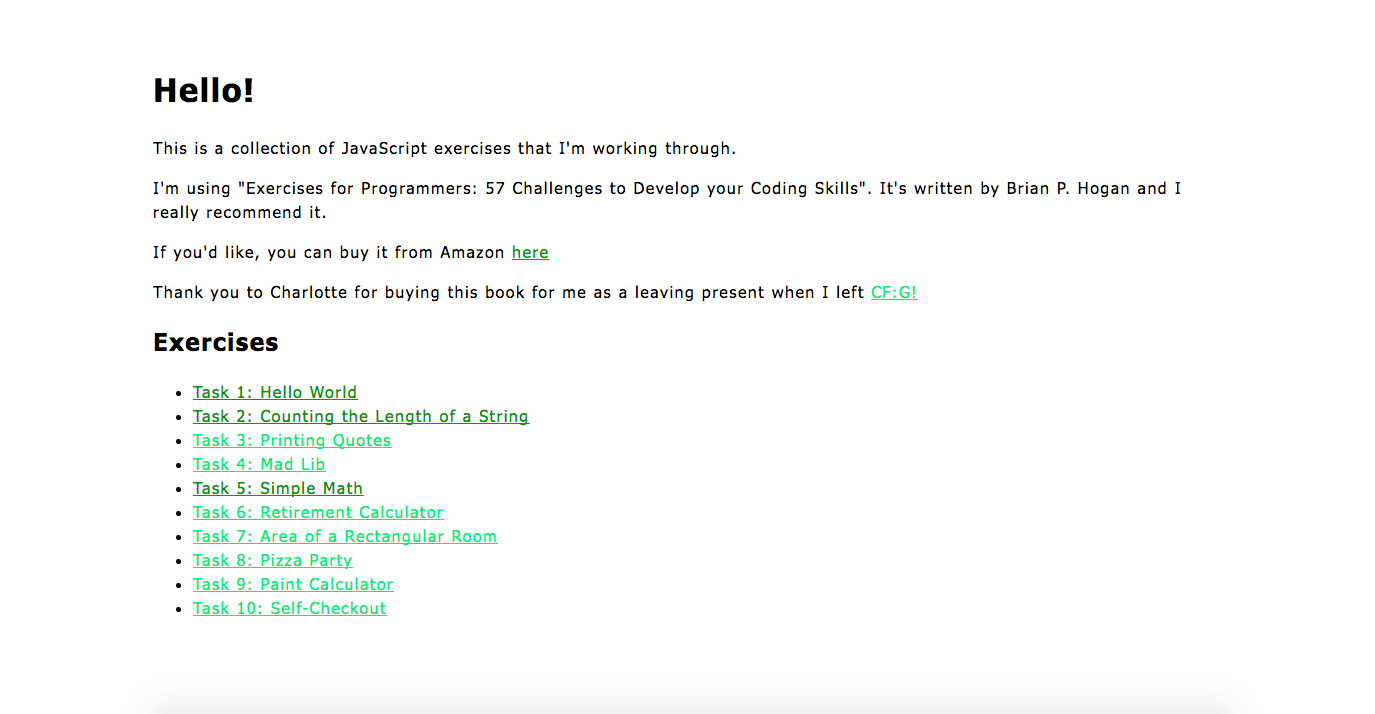 Hello!
This is a collection of JavaScript exercises that I'm working through.
I'm using "Exercises for Programmers: 57 Challenges to Develop your Coding Skills". It's written by Brian P. Hogan and I
really recommend it.
If you'd like, you can buy it from Amazon here
Thank you to Charlotte for buying this book for me as a leaving present when I left CF:G!
Exercises
Task 1: Hello World
Task 2: Counting the Length of a String
Task 3: Printing Quotes
Task 4: Mad Lib
Task 5: Simple Math
Task 6: Retirement Calculator
Task 7: Area of a Rectangular Room
Task 8: Pizza Party
Task 9: Paint Calculator
Task 10: Self-Checkout